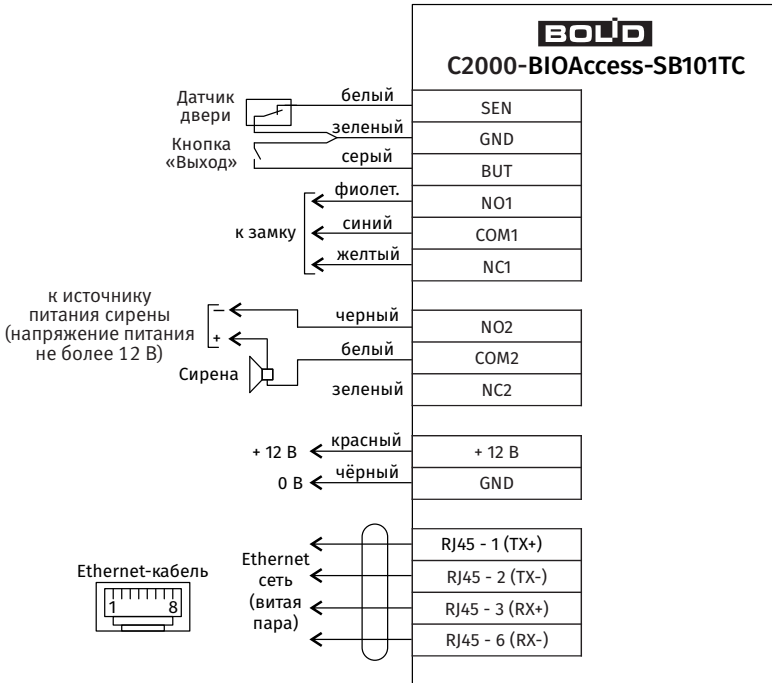 BOLID
C2000-BIOAccess-SB101TC
Датчик
двери
белый
SEN
зеленый
GND
Кнопка
«Выход»
серый
BUT
фиолет.
NO1
к замку
синий
COM1
желтый
NC1
к источнику
питания сирены
(напряжение питания
не более 12 В)
–
+
черный
NO2
белый
COM2
Сирена
зеленый
NC2
+ 12 В
красный
+ 12 В
0 В
чёрный
GND
Ethernet-кабель
1 8
Ethernet
сеть
(витая
пара)
RJ45 - 1 (TX+)
RJ45 - 2 (TX-)
RJ45 - 3 (RX+)
RJ45 - 6 (RX-)